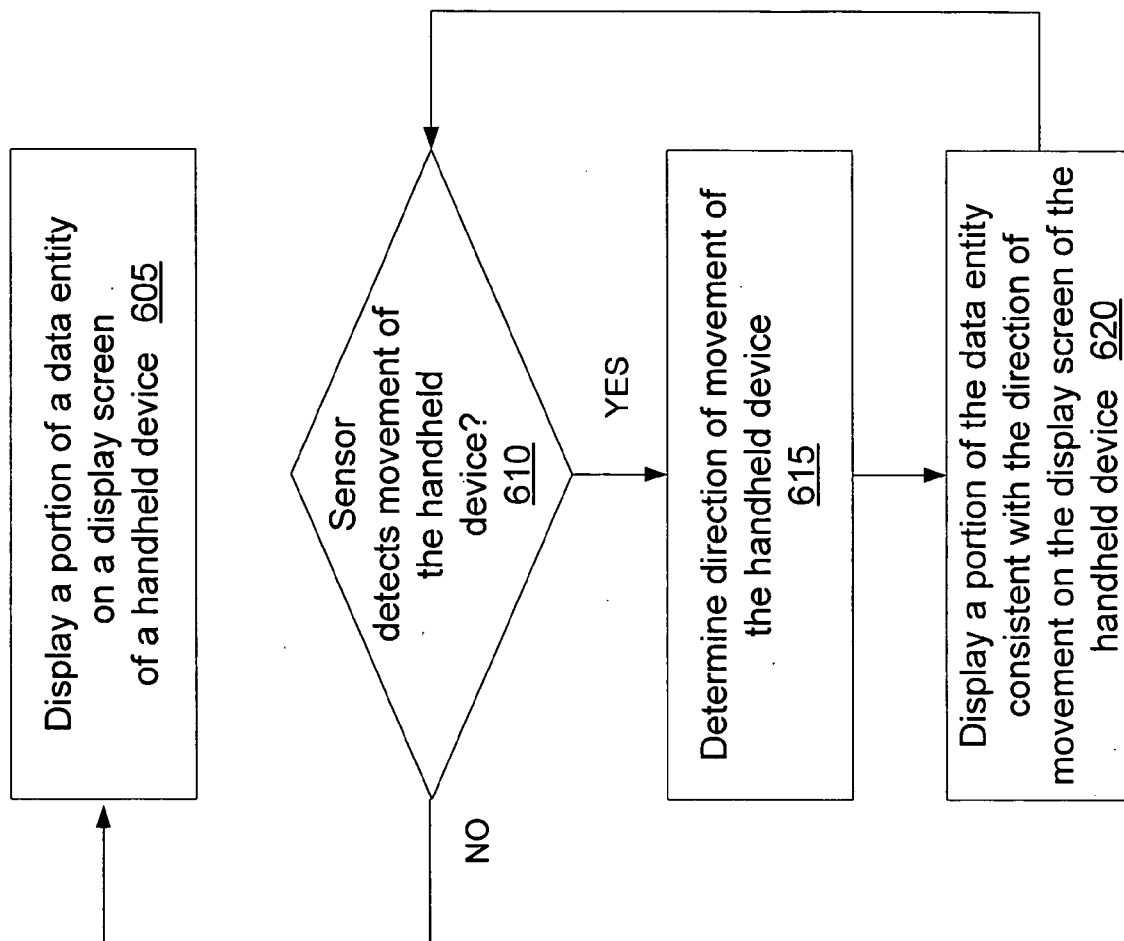 Display a portion of a data entity
on a display screen
of a handheld device 605
Sensor
detects movement of
the handheld
device?
610
YES
NO
Determine direction of movement of
the handheld device
615
Display a portion of the data entity
consistent with the direction of
movement on the display screen of the
handheld device 620